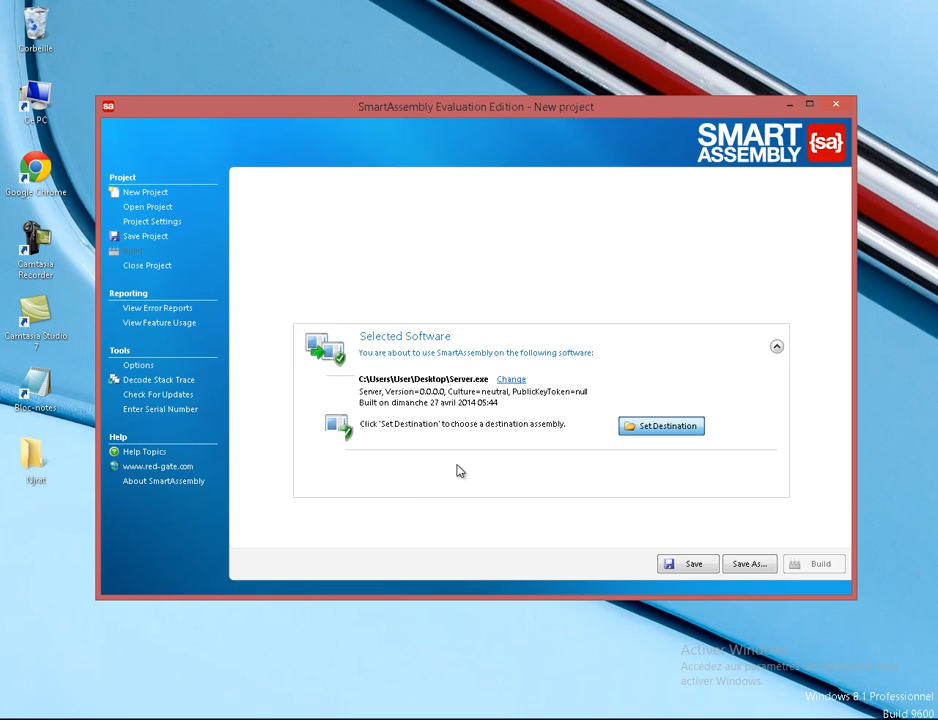 Corbeille
Ce PC
Google Chrome
Camtasia
Recorder
Camtasia Studio
7
Bloc-notes
Njrat
sa
SmartAssembly Evaluation Edition - New project
SMART
ASSEMBLY
{sa}
Project
New Project
Open Project
Project Settings
Save Project
Build
Close Project
Reporting
View Error Reports
View Feature Usage
Tools
Options
Decode Stack Trace
Check For Updates
Enter Serial Number
Help
Help Topics
www.red-gate.com
About SmartAssembly
Selected Software
You are about to use SmartAssembly on the following software:
C:\Users\User\Desktop\Server.exe Change
Server, Version=0.0.0.0, Culture=neutral, PublicKeyToken=null
Built on dimanche 27 avril 2014 05:44
Click 'Set Destination' to choose a destination assembly.
Set Destination
Save
Save As...
Build
Activer Windows
Accédez aux paramètres
activer Windows.
Windows 8.1 Professionnel
Build 9600